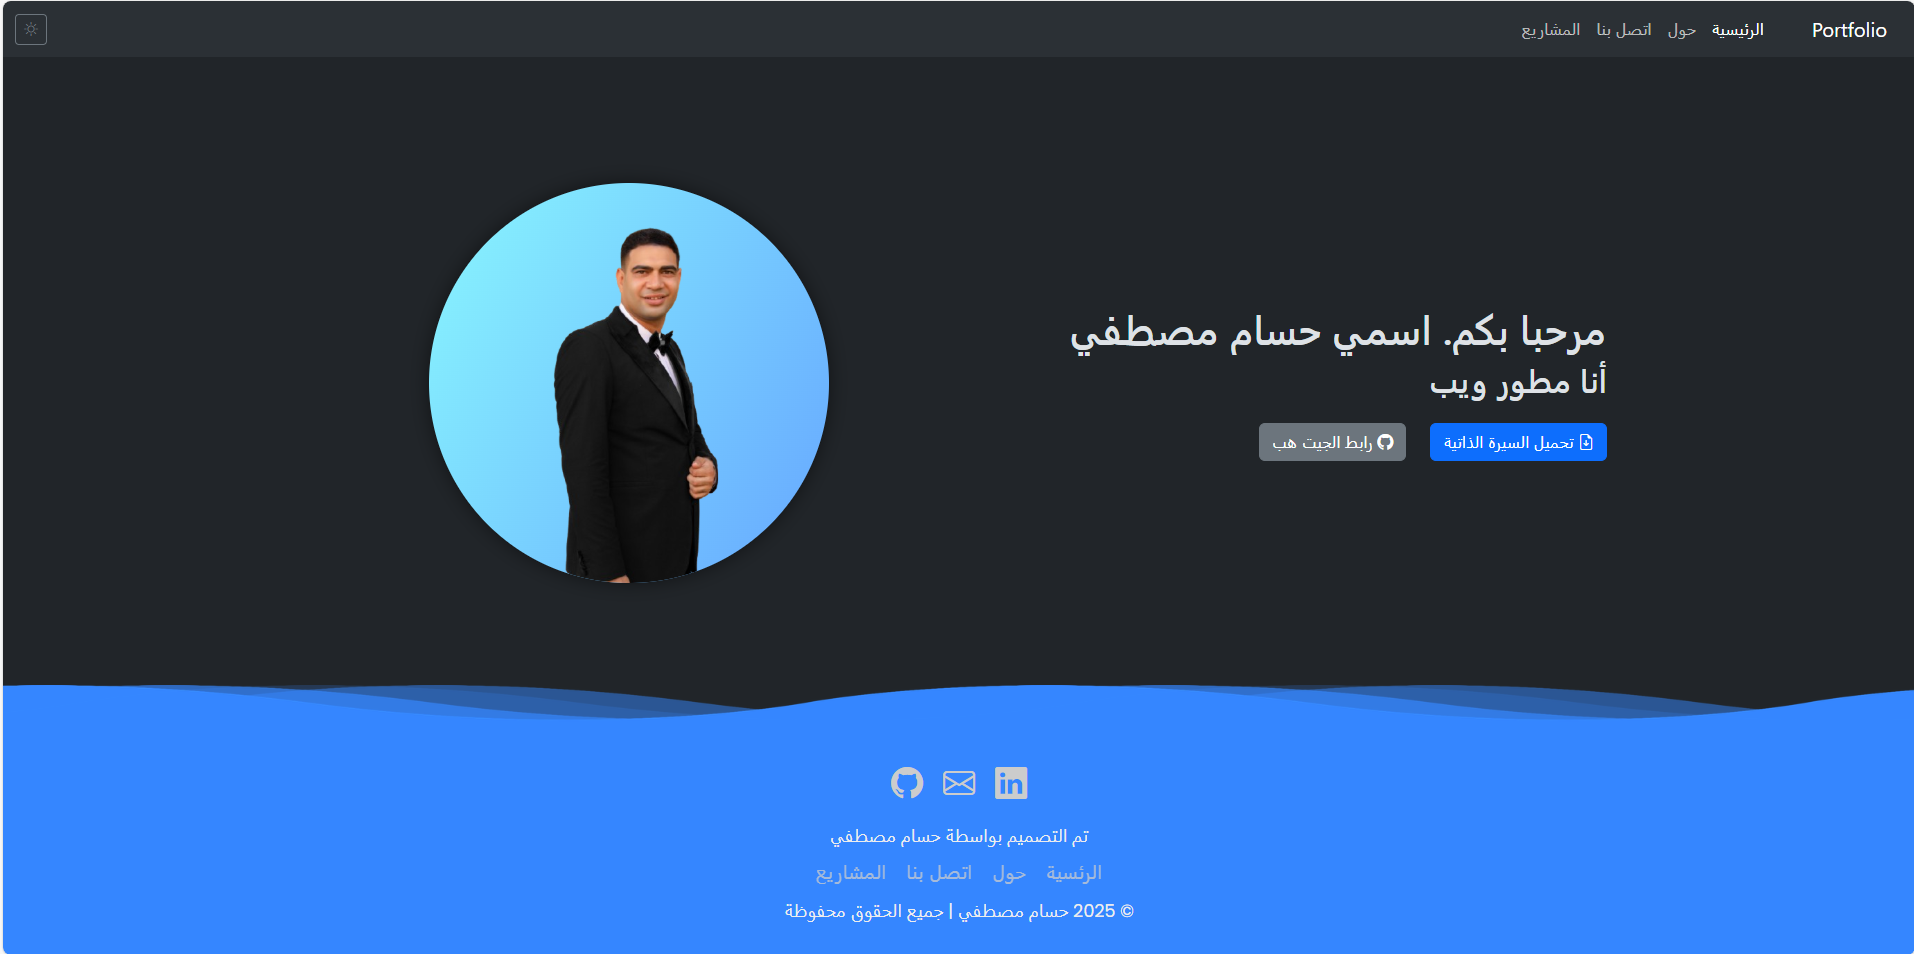 Portfolio الرئيسية حول اتصل بنا المشاريع
مرحبا بكم. اسمي حسام مصطفي
أنا مطور ويب
تحميل السيرة الذاتية
رابط الجيت هب
تم التصميم بواسطة حسام مصطفي
الرئسية حول اتصل بنا المشاريع
© 2025 حسام مصطفي | جميع الحقوق محفوظة